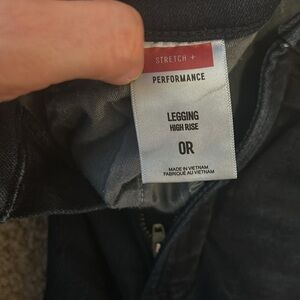 STRETCH +
PERFORMANCE
LEGGING
HIGH RISE
OR
MADE IN VIETNAM
FABRIQUÉ AU VIETNAM